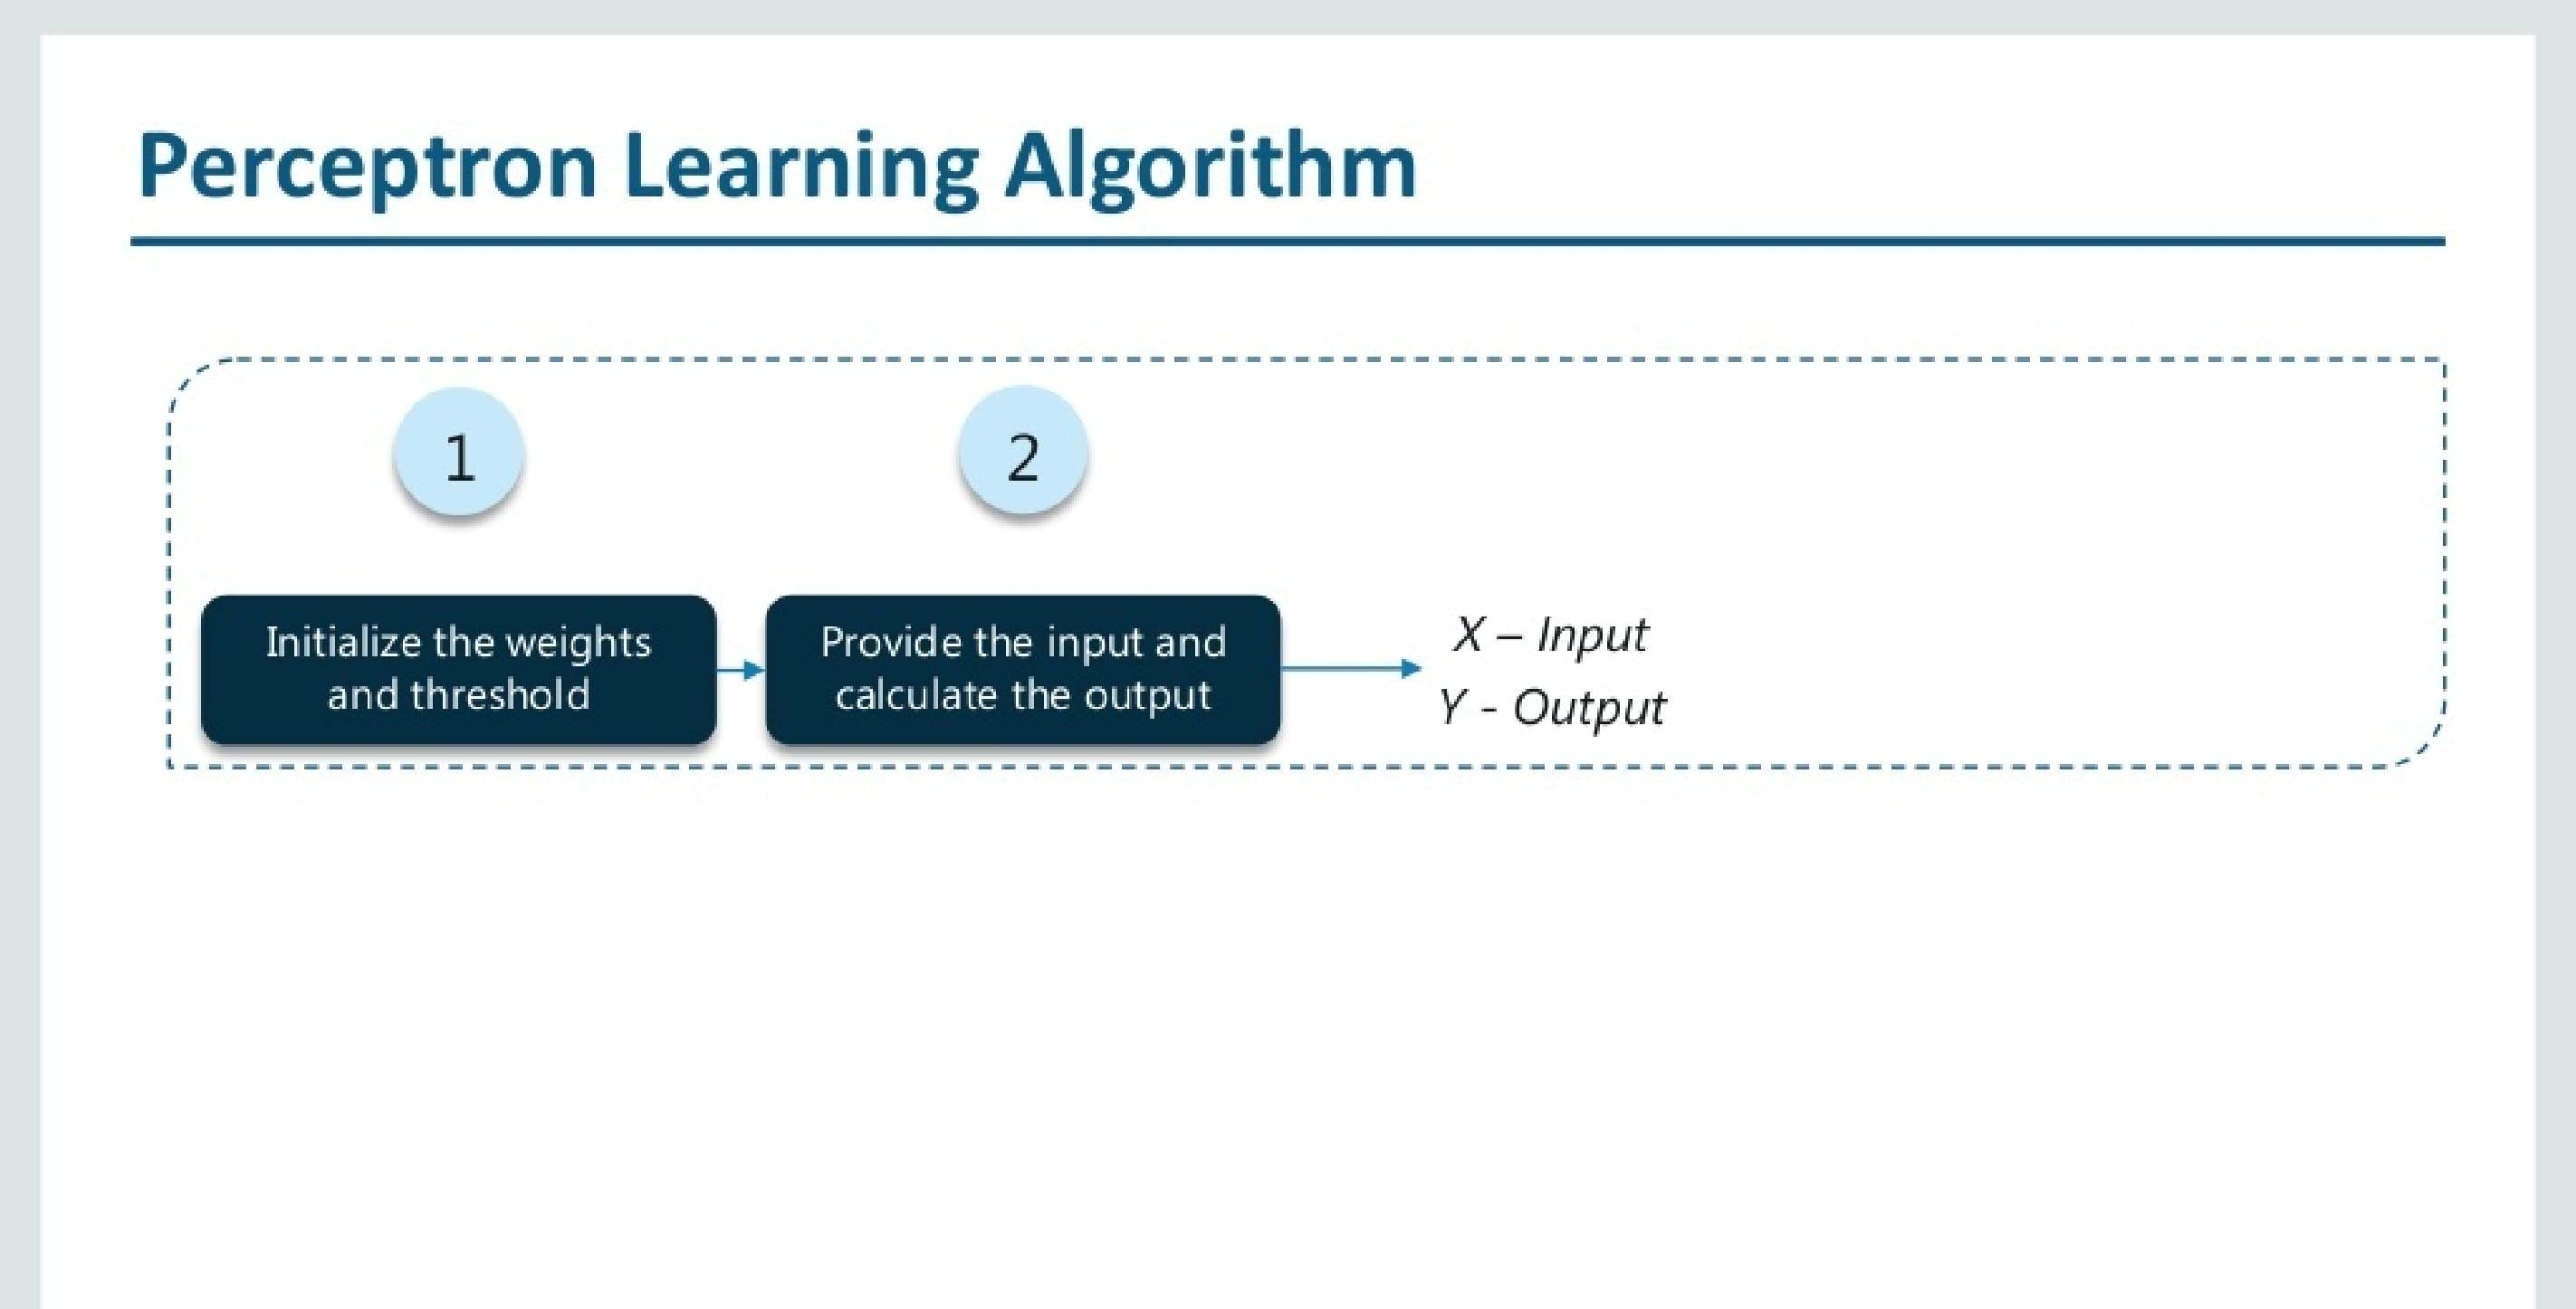 Perceptron Learning Algorithm
1
2
Initialize the weights
and threshold
Provide the input and
calculate the output
X – Input
Y - Output